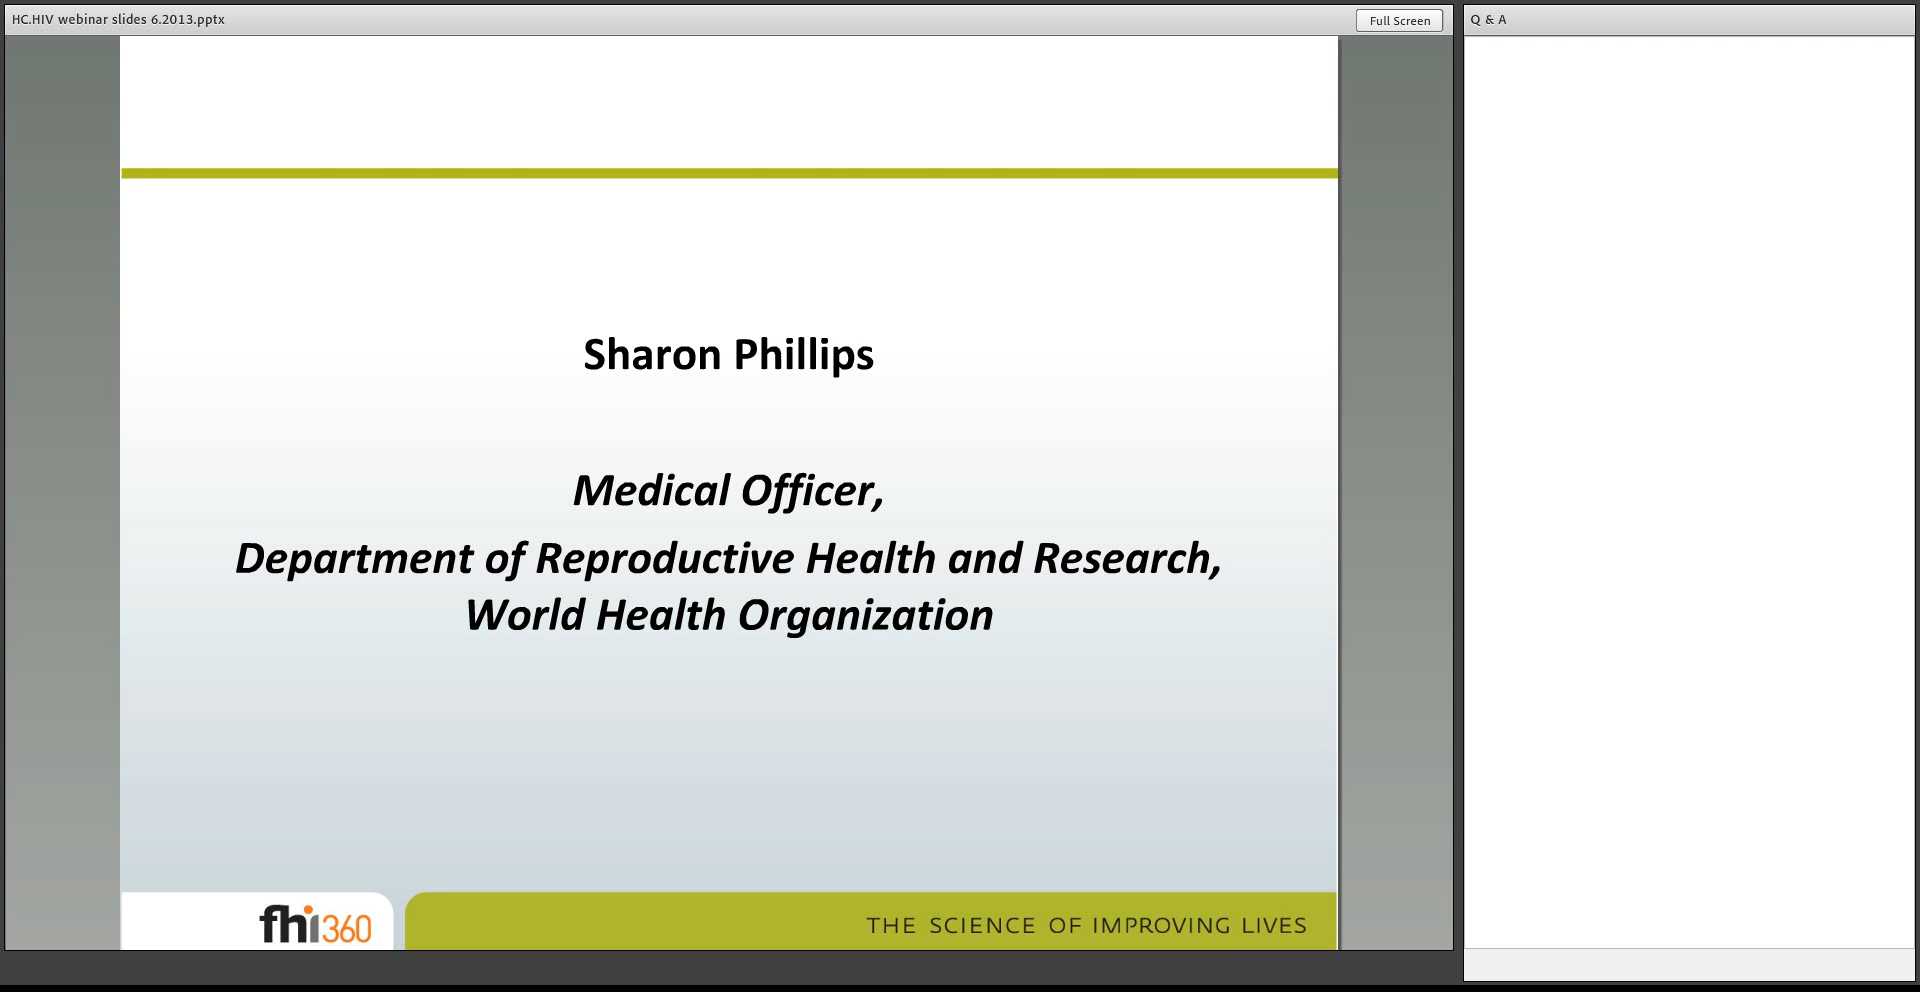 HC.HIV webinar slides 6.2013.pptx
Full Screen
Q & A
Sharon Phillips
Medical Officer,
Department of Reproductive Health and Research,
World Health Organization
fhi360
THE SCIENCE OF IMPROVING LIVES